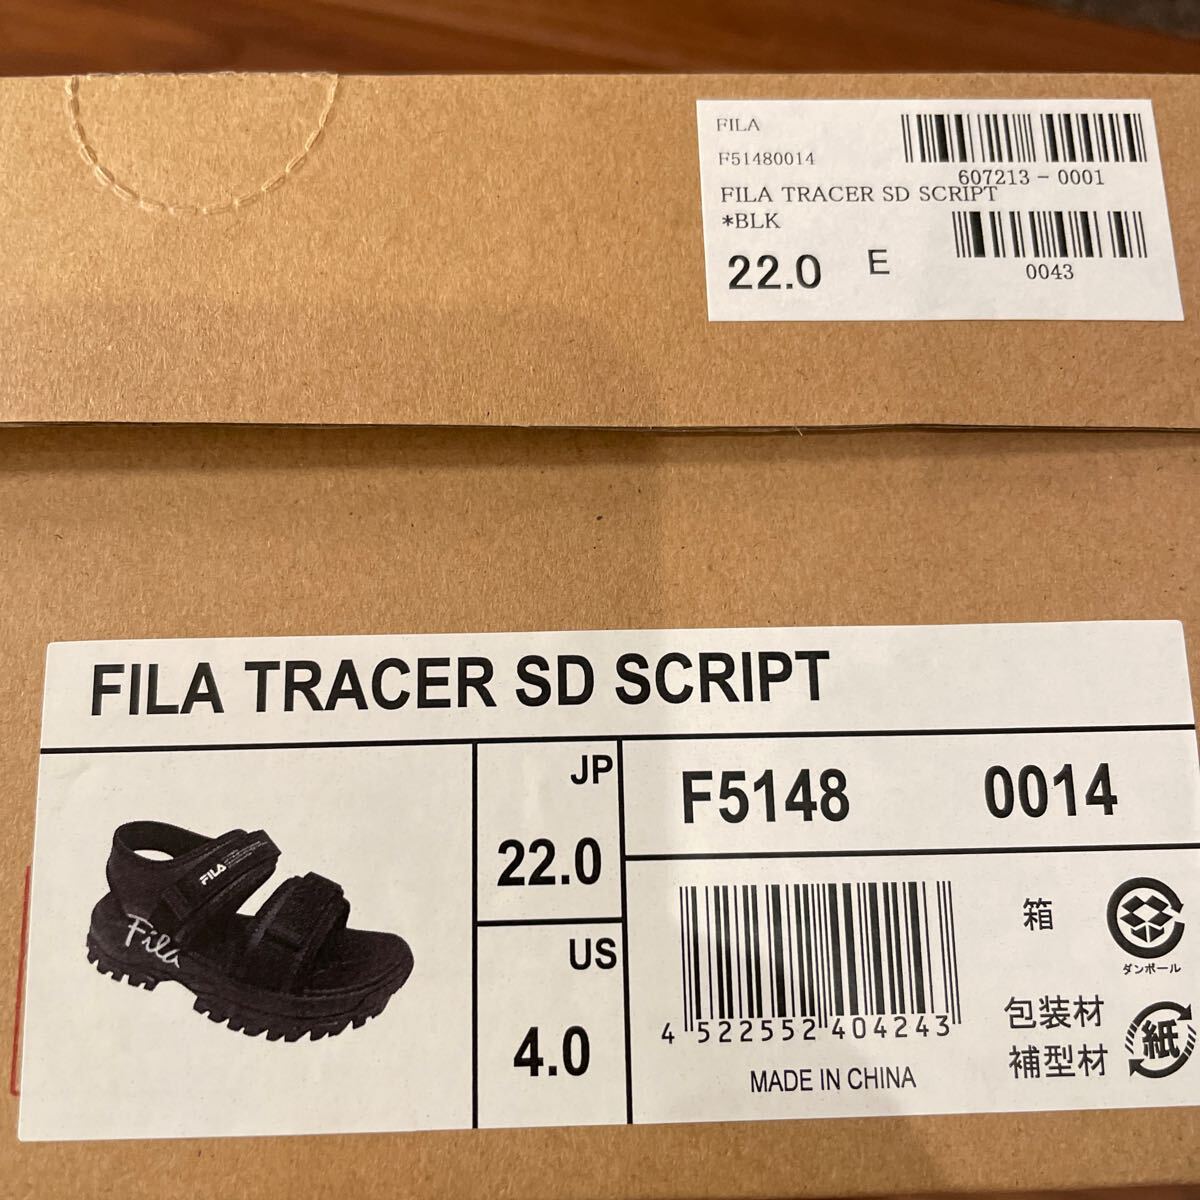 FILA
F51480014
607213-0001
FILA TRACER SD SCRIPT
*BLK
22.0 E
0043
FILA TRACER SD SCRIPT
JP
22.0
US
4.0
F5148 0014
FILA
Fila
4 522552 404243
MADE IN CHINA
箱
ダンボール
包装材
補型材
紙